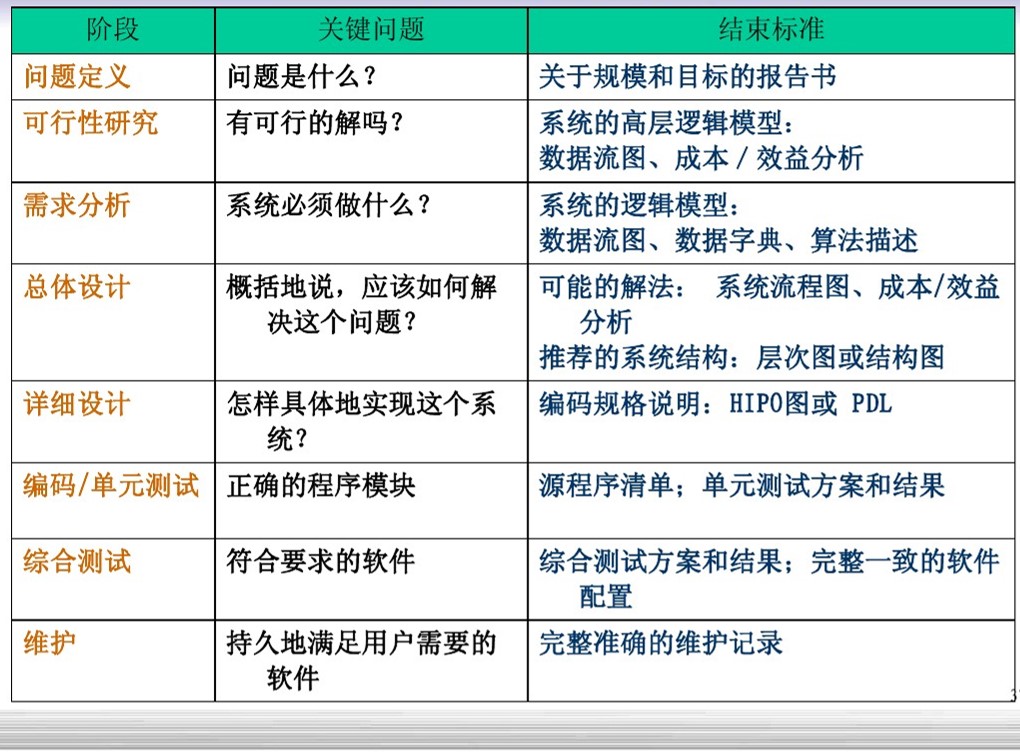 阶段 关键问题 结束标准
问题定义 问题是什么？ 关于规模和目标的报告书
可行性研究 有可行的解吗？ 系统的高层逻辑模型：
数据流图、成本／效益分析
需求分析 系统必须做什么？ 系统的逻辑模型：
数据流图、数据字典、算法描述
总体设计 概括地说，应该如何解 可能的解法： 系统流程图、成本/效益
决这个问题？ 分析
推荐的系统结构：层次图或结构图
详细设计 怎样具体地实现这个系 编码规格说明：HIPO图或 PDL
统？
编码/单元测试 正确的程序模块 源程序清单；单元测试方案和结果
综合测试 符合要求的软件 综合测试方案和结果；完整一致的软件
配置
维护 持久地满足用户需要的 完整准确的维护记录
软件